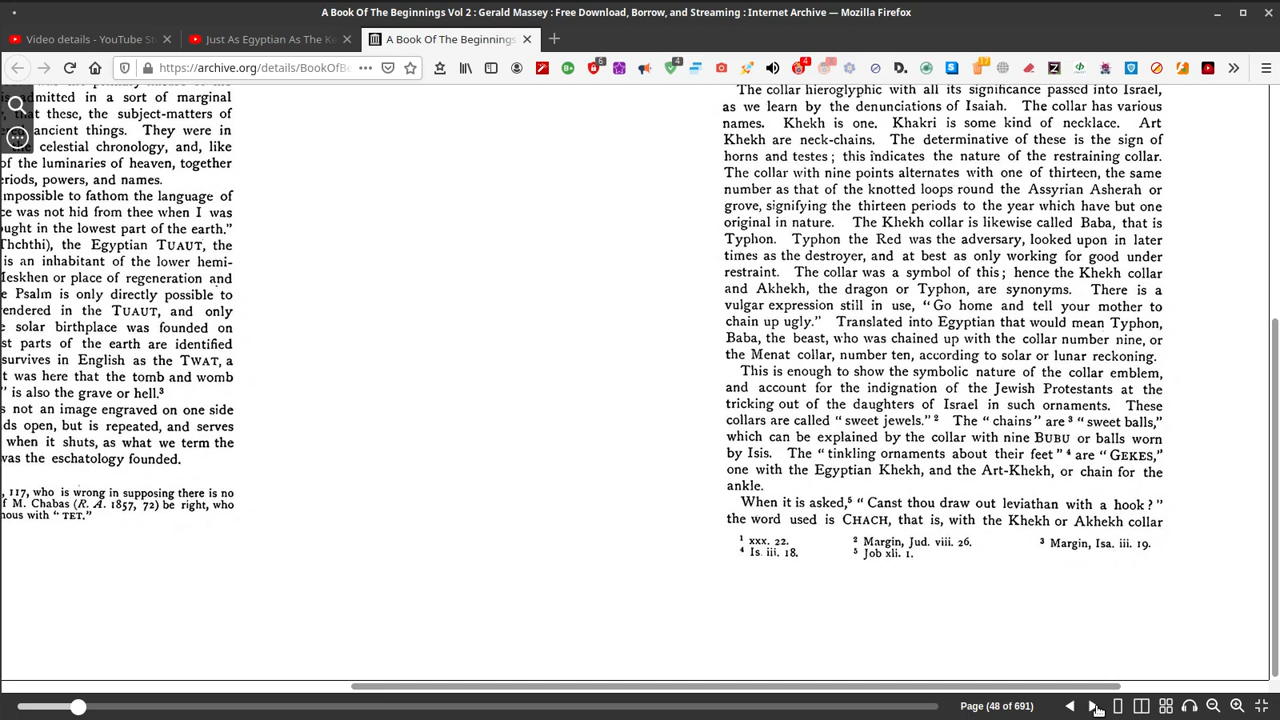 A Book Of The Beginnings Vol 2 : Gerald Massey : Free Download, Borrow, and Streaming : Internet Archive — Mozilla Firefox
Video details - YouTube St
Just As Egyptian As The Ke
A Book Of The Beginnings
https://archive.org/details/BookOfBe
admitted in a sort of marginal
that these, the subject-matters of
ancient things. They were in
celestial chronology, and, like
of the luminaries of heaven, together
eriods, powers, and names.
mpossible to fathom the language of
ce was not hid from thee when I was
ought in the lowest part of the earth."
Thchthi), the Egyptian TUAUT, the
is an inhabitant of the lower hemi-
Meskhen or place of regeneration and
e Psalm is only directly possible to
rendered in the TUAUT, and only
e solar birthplace was founded on
st parts of the earth are identified
survives in English as the TWAT, a
t was here that the tomb and womb
" is also the grave or hell.³
s not an image engraved on one side
ds open, but is repeated, and serves
when it shuts, as what we term the
was the eschatology founded.
, 117, who is wrong in supposing there is no
f M. Chabas (R. A. 1857, 72) be right, who
nous with "TET."
The collar hieroglyphic with all its significance passed into Israel,
as we learn by the denunciations of Isaiah. The collar has various
names. Khekh is one. Khakri is some kind of necklace. Art
Khekh are neck-chains. The determinative of these is the sign of
horns and testes ; this indicates the nature of the restraining collar.
The collar with nine points alternates with one of thirteen, the same
number as that of the knotted loops round the Assyrian Asherah or
grove, signifying the thirteen periods to the year which have but one
original in nature. The Khekh collar is likewise called Baba, that is
Typhon. Typhon the Red was the adversary, looked upon in later
times as the destroyer, and at best as only working for good under
restraint. The collar was a symbol of this ; hence the Khekh collar
and Akhekh, the dragon or Typhon, are synonyms. There is a
vulgar expression still in use, "Go home and tell your mother to
chain up ugly." Translated into Egyptian that would mean Typhon,
Baba, the beast, who was chained up with the collar number nine, or
the Menat collar, number ten, according to solar or lunar reckoning.
This is enough to show the symbolic nature of the collar emblem,
and account for the indignation of the Jewish Protestants at the
tricking out of the daughters of Israel in such ornaments. These
collars are called "sweet jewels."² The "chains" are³ "sweet balls,"
which can be explained by the collar with nine BUBU or balls worn
by Isis. The "tinkling ornaments about their feet"⁴ are "GEKES,"
one with the Egyptian Khekh, and the Art-Khekh, or chain for the
ankle.
When it is asked,⁵ "Canst thou draw out leviathan with a hook?"
the word used is CHACH, that is, with the Khekh or Akhekh collar
¹ xxx. 22. ² Margin, Jud. viii. 26. ³ Margin, Isa. iii. 19.
⁴ Is. iii. 18. ⁵ Job xli. 1.
Page (48 of 691)